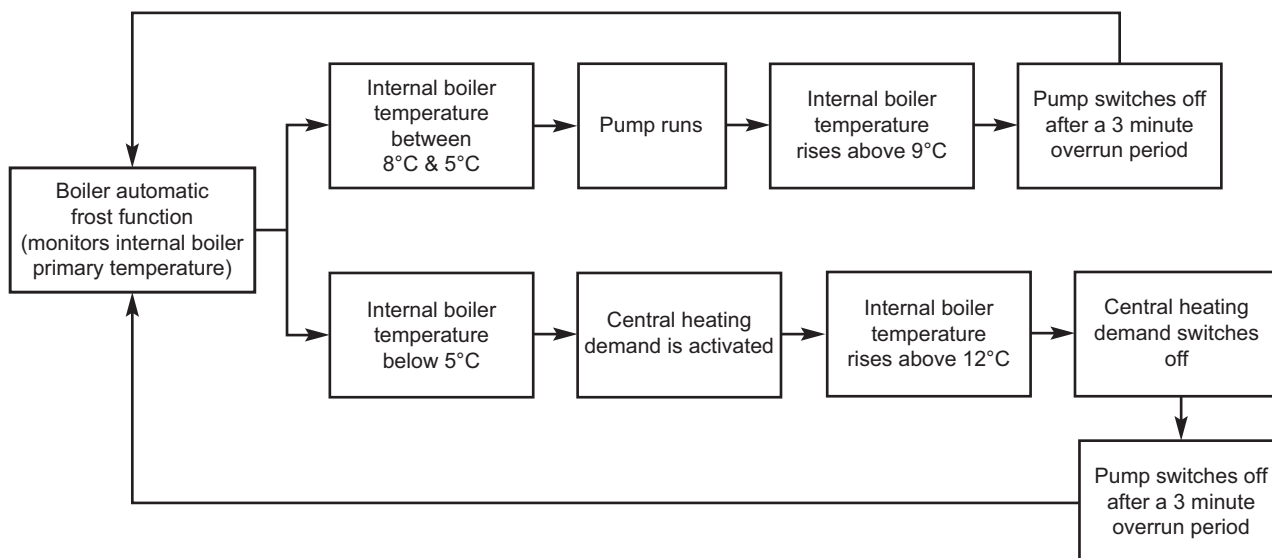 Boiler automatic
frost function
(monitors internal boiler
primary temperature)
Internal boiler
temperature
between
8°C & 5°C
Pump runs
Internal boiler
temperature
rises above 9°C
Pump switches off
after a 3 minute
overrun period
Internal boiler
temperature
below 5°C
Central heating
demand is activated
Internal boiler
temperature
rises above 12°C
Central heating
demand switches
off
Pump switches off
after a 3 minute
overrun period